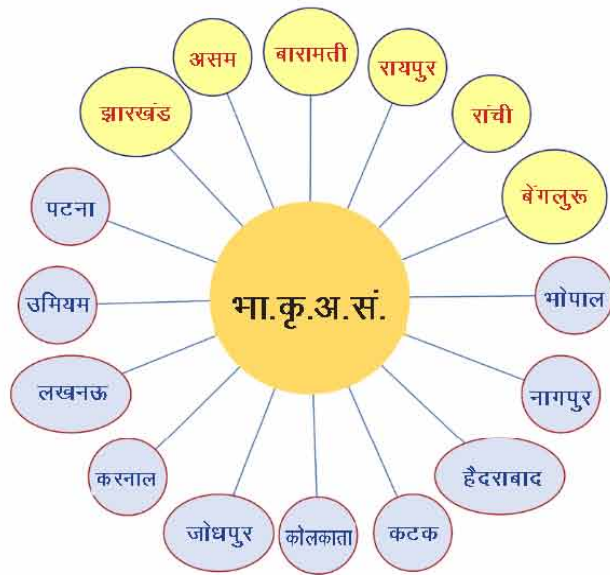 असम
बारामती
रायपुर
झारखंड
रांची
पटना
बेंगलुरू
उमियम
भा.कृ.अ.सं.
भोपाल
लखनऊ
नागपुर
करनाल
हैदराबाद
जोधपुर
कोलकाता
कटक